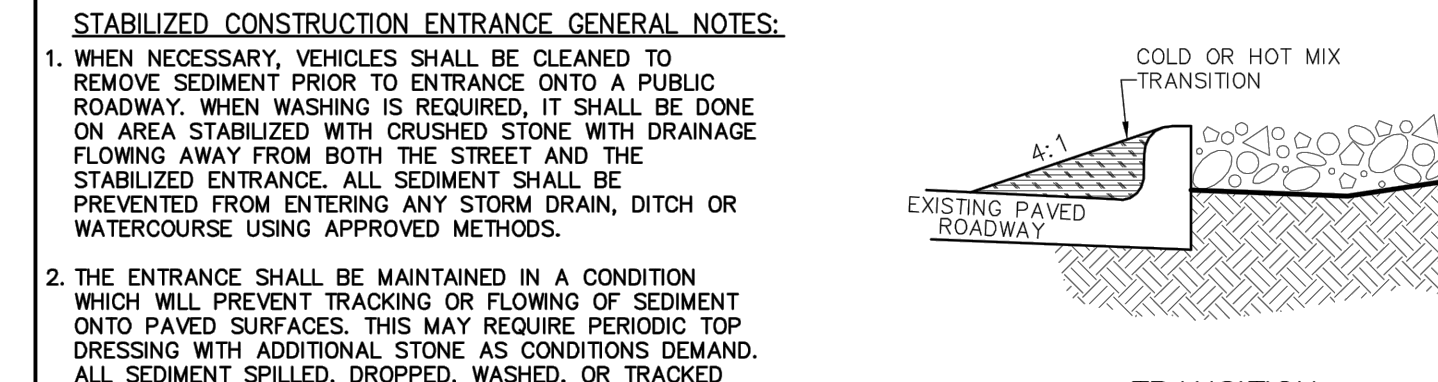 STABILIZED CONSTRUCTION ENTRANCE GENERAL NOTES:
1. WHEN NECESSARY, VEHICLES SHALL BE CLEANED TO
REMOVE SEDIMENT PRIOR TO ENTRANCE ONTO A PUBLIC
ROADWAY. WHEN WASHING IS REQUIRED, IT SHALL BE DONE
ON AREA STABILIZED WITH CRUSHED STONE WITH DRAINAGE
FLOWING AWAY FROM BOTH THE STREET AND THE
STABILIZED ENTRANCE. ALL SEDIMENT SHALL BE
PREVENTED FROM ENTERING ANY STORM DRAIN, DITCH OR
WATERCOURSE USING APPROVED METHODS.
2. THE ENTRANCE SHALL BE MAINTAINED IN A CONDITION
WHICH WILL PREVENT TRACKING OR FLOWING OF SEDIMENT
ONTO PAVED SURFACES. THIS MAY REQUIRE PERIODIC TOP
DRESSING WITH ADDITIONAL STONE AS CONDITIONS DEMAND.
ALL SEDIMENT SPILLED, DROPPED, WASHED, OR TRACKED
COLD OR HOT MIX
TRANSITION
4:1
EXISTING PAVED
ROADWAY